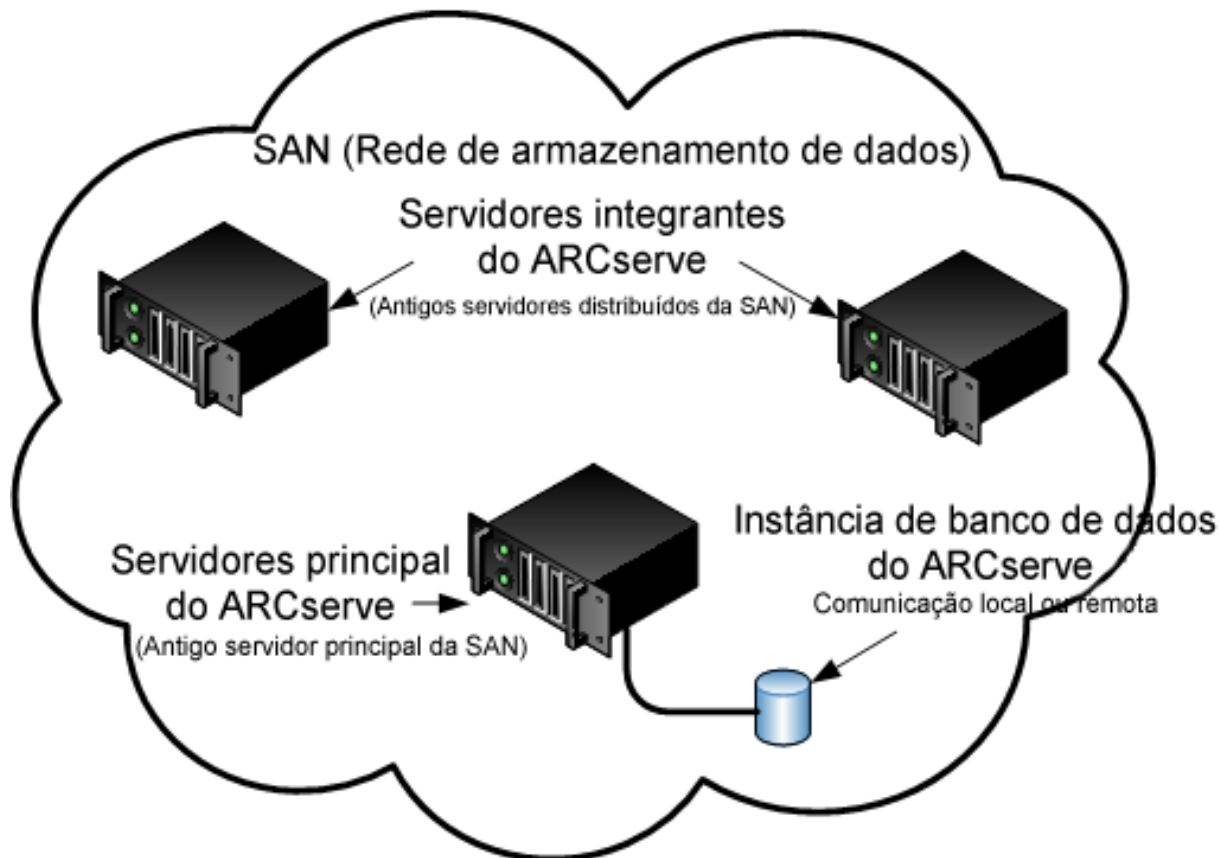 SAN (Rede de armazenamento de dados)
Servidores integrantes
do ARCserve
(Antigos servidores distribuídos da SAN)
Servidores principal
do ARCserve
(Antigo servidor principal da SAN)
Instância de banco de dados
do ARCserve
Comunicação local ou remota